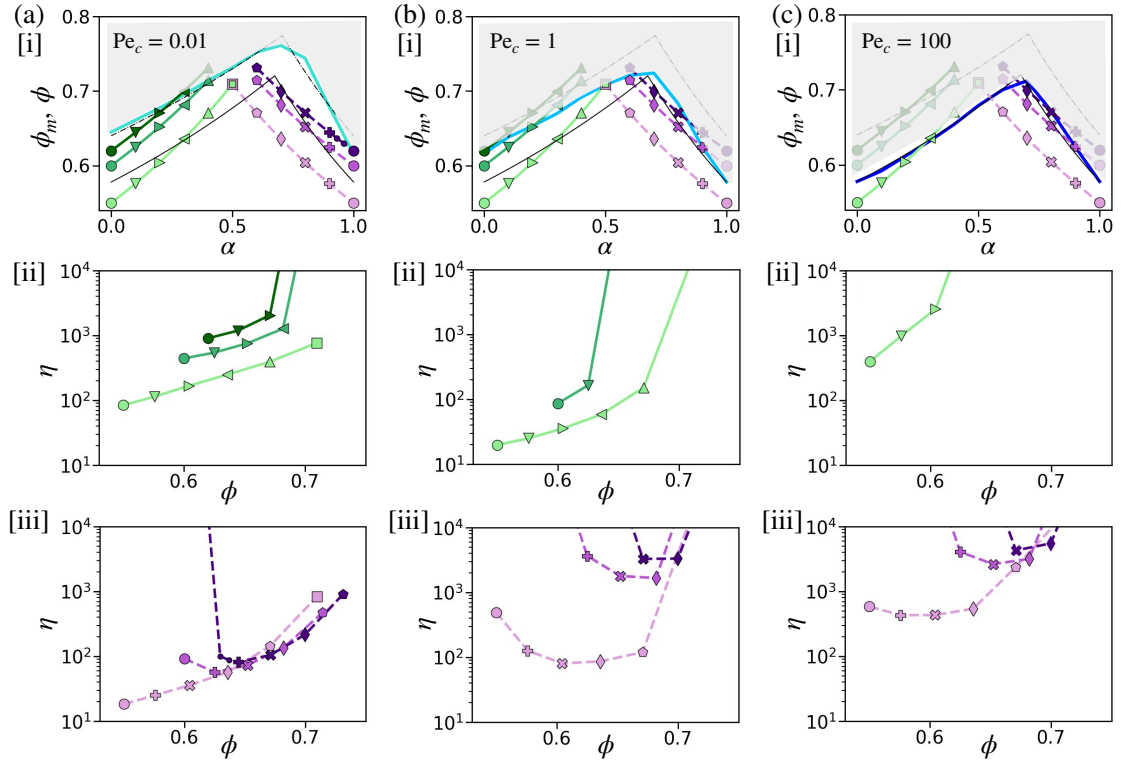 (a) (b) (c)
[i] [i] [i]
Pe_c = 0.01 Pe_c = 1 Pe_c = 100
ϕ_m, ϕ ϕ_m, ϕ ϕ_m, ϕ
0.8 0.8 0.8
0.7 0.7 0.7
0.6 0.6 0.6
0.0 0.5 1.0 0.0 0.5 1.0 0.0 0.5 1.0
α α α
[ii] [ii] [ii]
10^4 10^4 10^4
10^3 10^3 10^3
η η η
10^2 10^2 10^2
10^1 10^1 10^1
0.6 0.7 0.6 0.7 0.6 0.7
ϕ ϕ ϕ
[iii] [iii] [iii]
10^4 10^4 10^4
10^3 10^3 10^3
η η η
10^2 10^2 10^2
10^1 10^1 10^1
0.6 0.7 0.6 0.7 0.6 0.7
ϕ ϕ ϕ